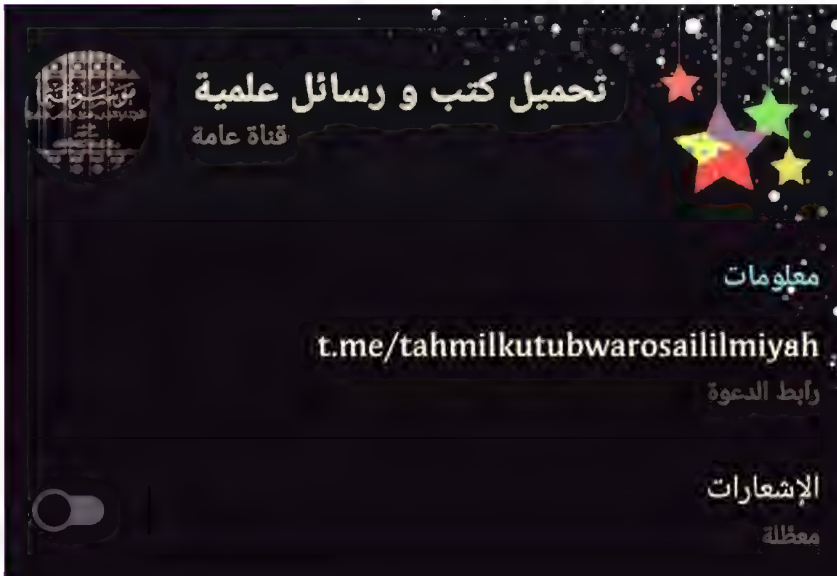 تحميل كتب و رسائل علمية
قناة عامة
معلومات
t.me/tahmilkutubwarosaililmiyah
رابط الدعوة
الإشعارات
معطلة